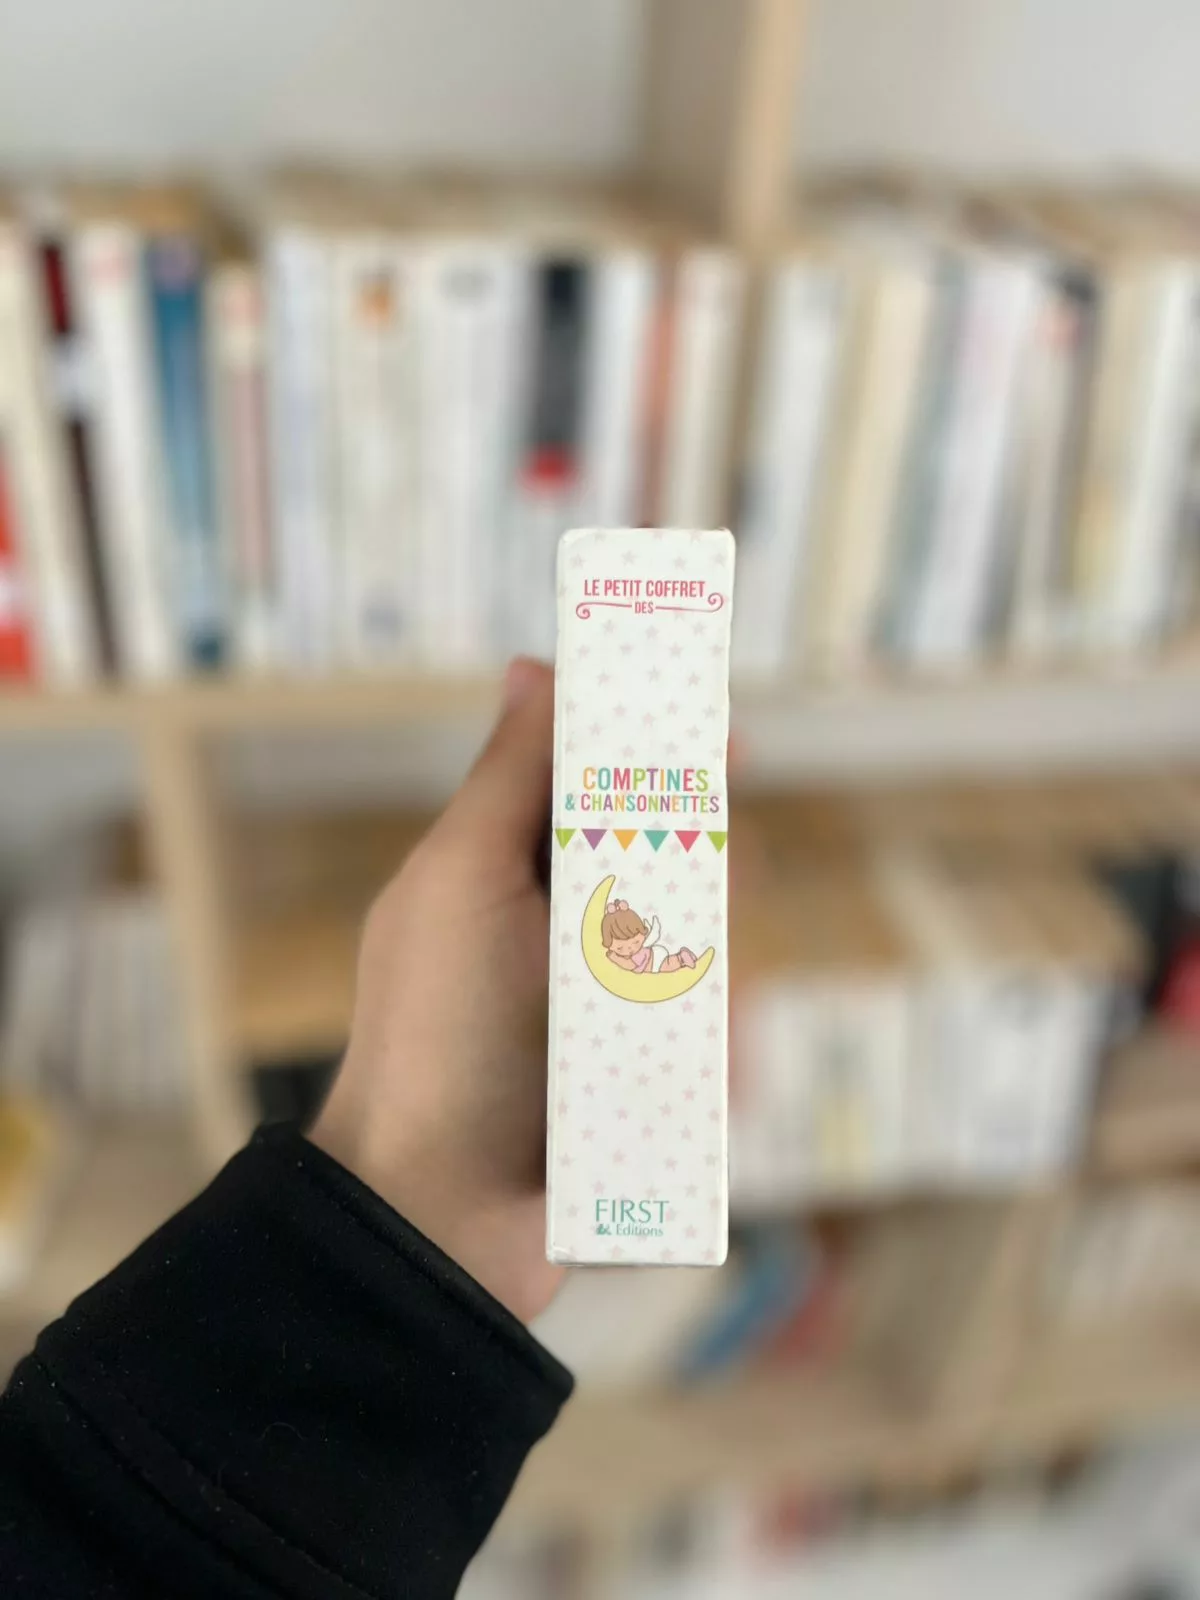 LE PETIT COFFRET
DES
COMPTINES
& CHANSONNETTES
FIRST
Editions